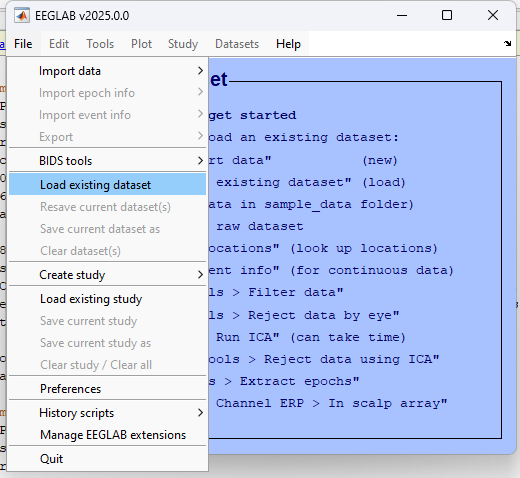 EEGLAB v2025.0.0
File Edit Tools Plot Study Datasets Help
Import data
Import epoch info
Import event info
Export
BIDS tools
Load existing dataset
Resave current dataset(s)
Save current dataset as
Clear dataset(s)
Create study
Load existing study
Save current study
Save current study as
Clear study / Clear all
Preferences
History scripts
Manage EEGLAB extensions
Quit
et
get started
oad an existing dataset:
rt data" (new)
existing dataset" (load)
ata in sample_data folder)
raw dataset
ocations" (look up locations)
ent info" (for continuous data)
ls > Filter data"
ls > Reject data by eye"
Run ICA" (can take time)
ools > Reject data using ICA"
s > Extract epochs"
Channel ERP > In scalp array"